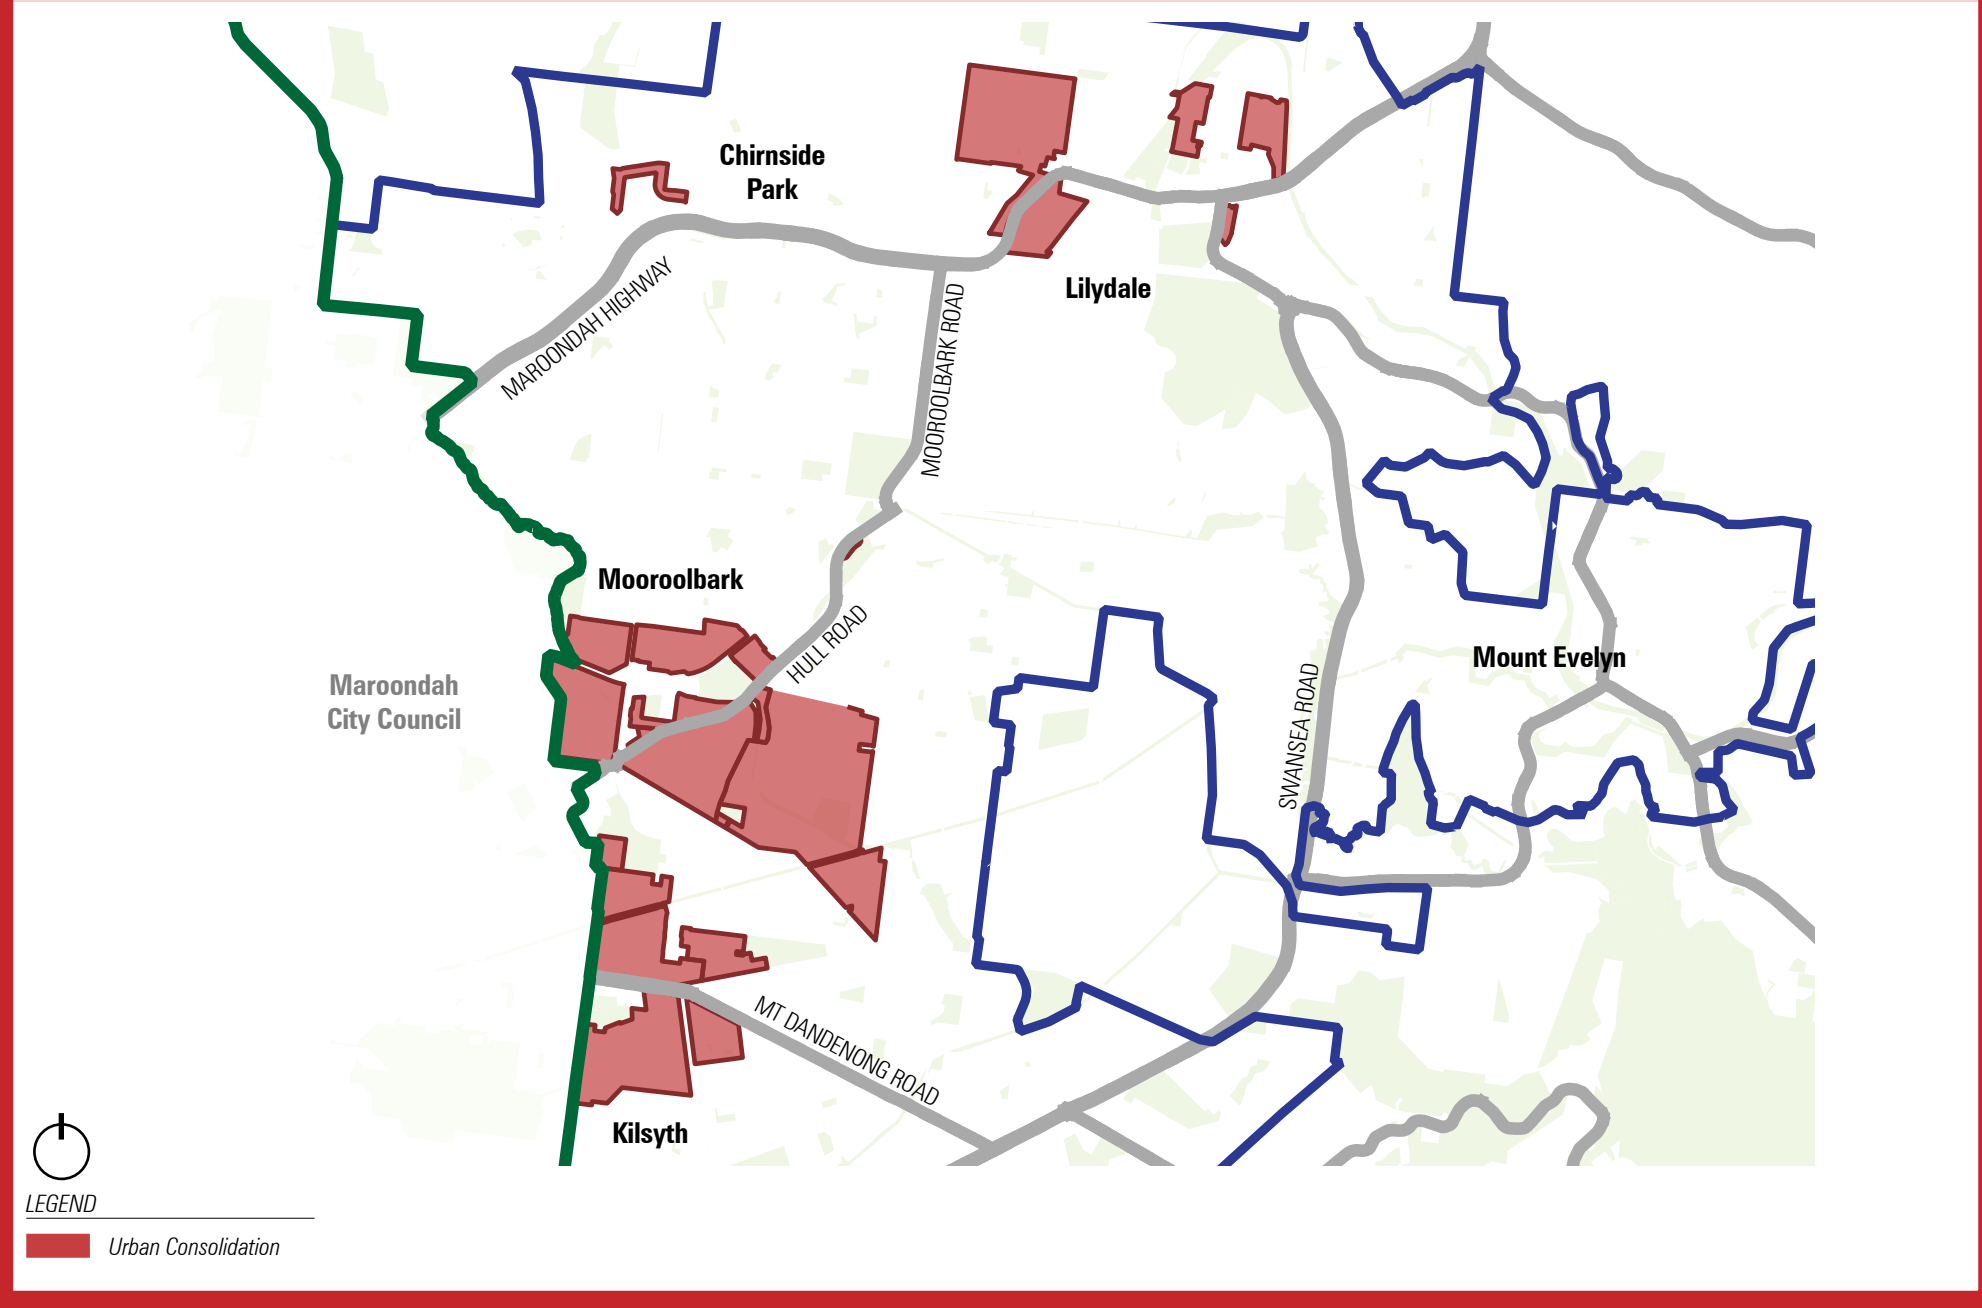 Chirnside
Park
Lilydale
MAROONDAH HIGHWAY
MOOROOLBARK ROAD
Mooroolbark
HULL ROAD
Maroondah
City Council
Mount Evelyn
SWANSEA ROAD
MT DANDENONG ROAD
Kilsyth
LEGEND
Urban Consolidation